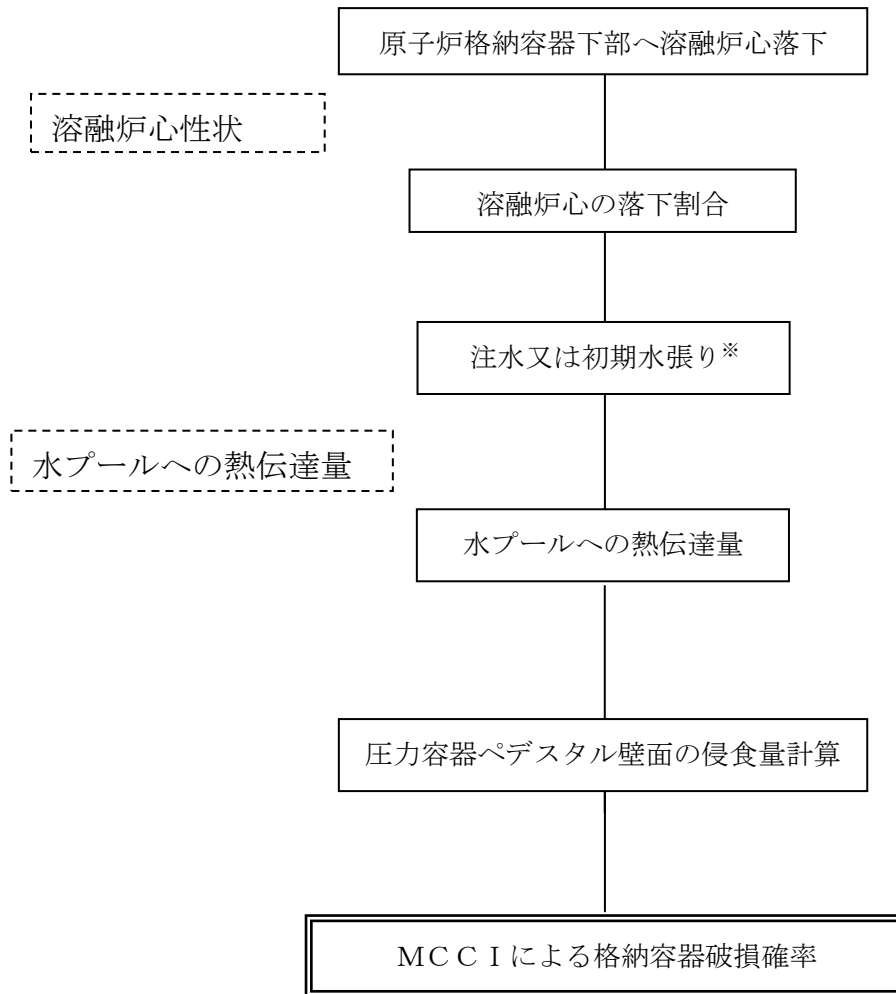 原子炉格納容器下部へ溶融炉心落下
溶融炉心性状
溶融炉心の落下割合
注水又は初期水張り※
水プールへの熱伝達量
水プールへの熱伝達量
圧力容器ペデスタル壁面の侵食量計算
ＭＣＣＩによる格納容器破損確率